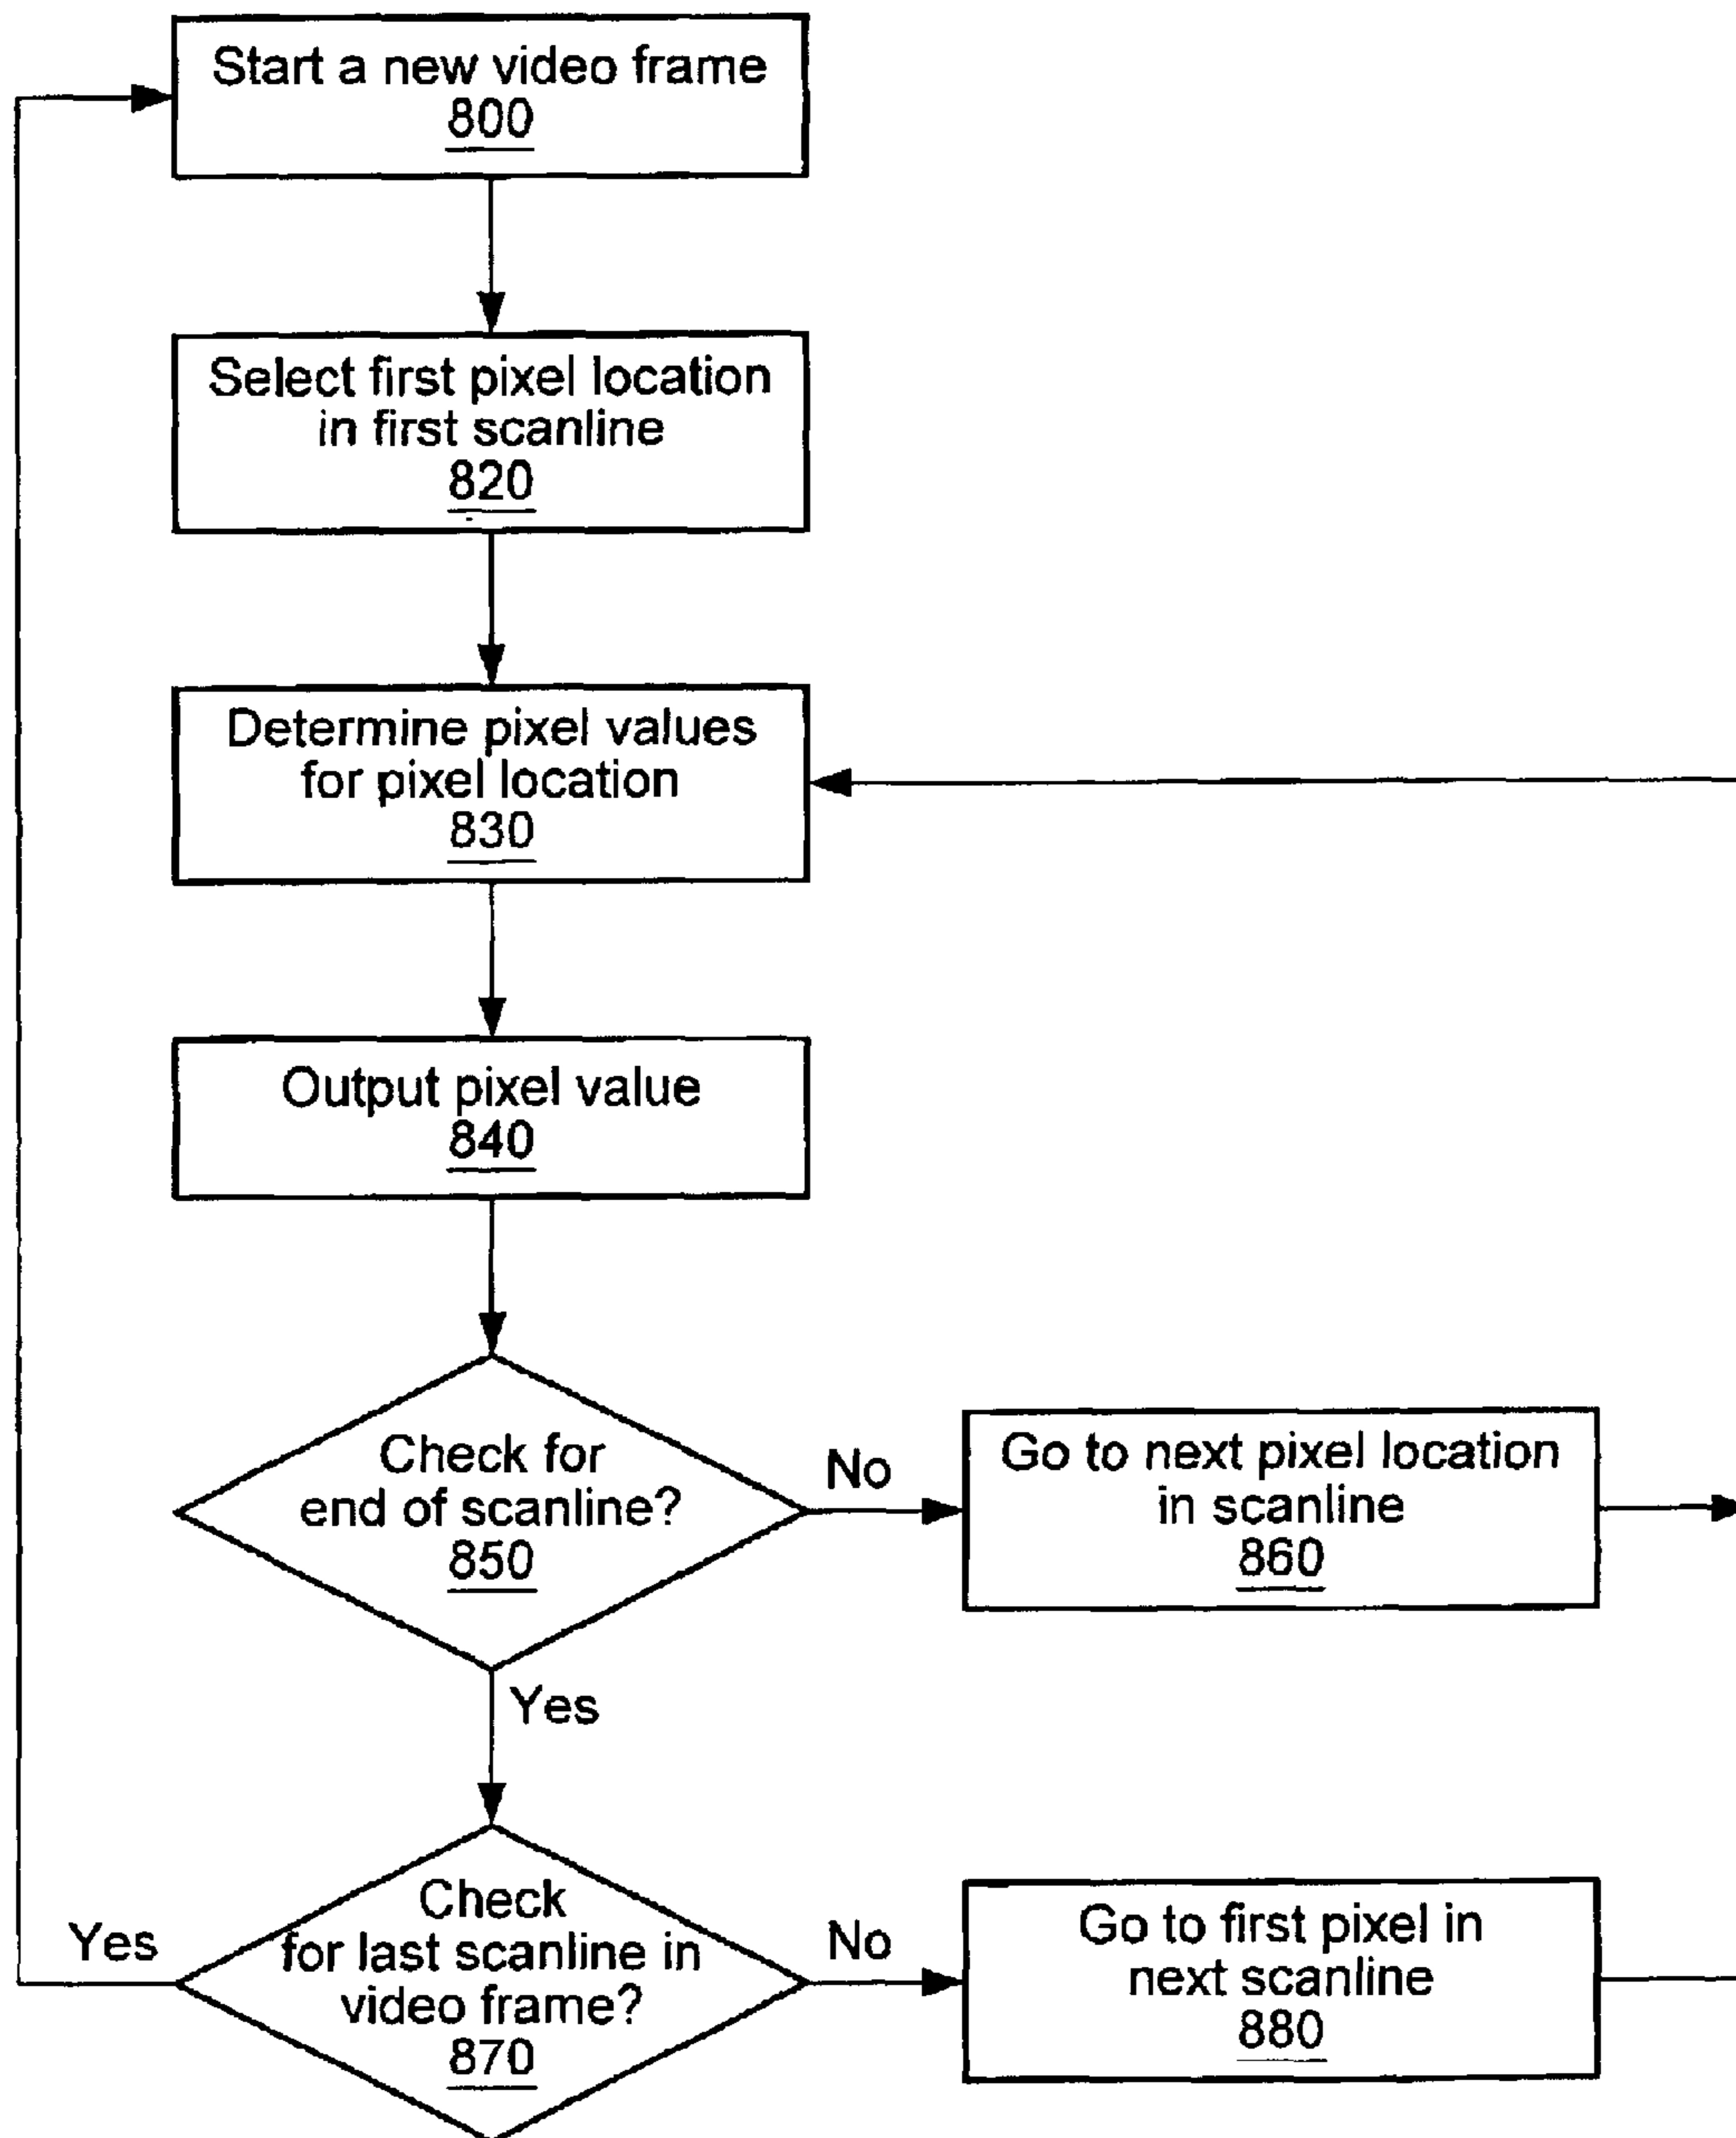 Start a new video frame
800
Select first pixel location
in first scanline
820
Determine pixel values
for pixel location
830
Output pixel value
840
Check for
end of scanline?
850
No
Go to next pixel location
in scanline
860
Yes
Check
for last scanline in
video frame?
870
Yes
No
Go to first pixel in
next scanline
880